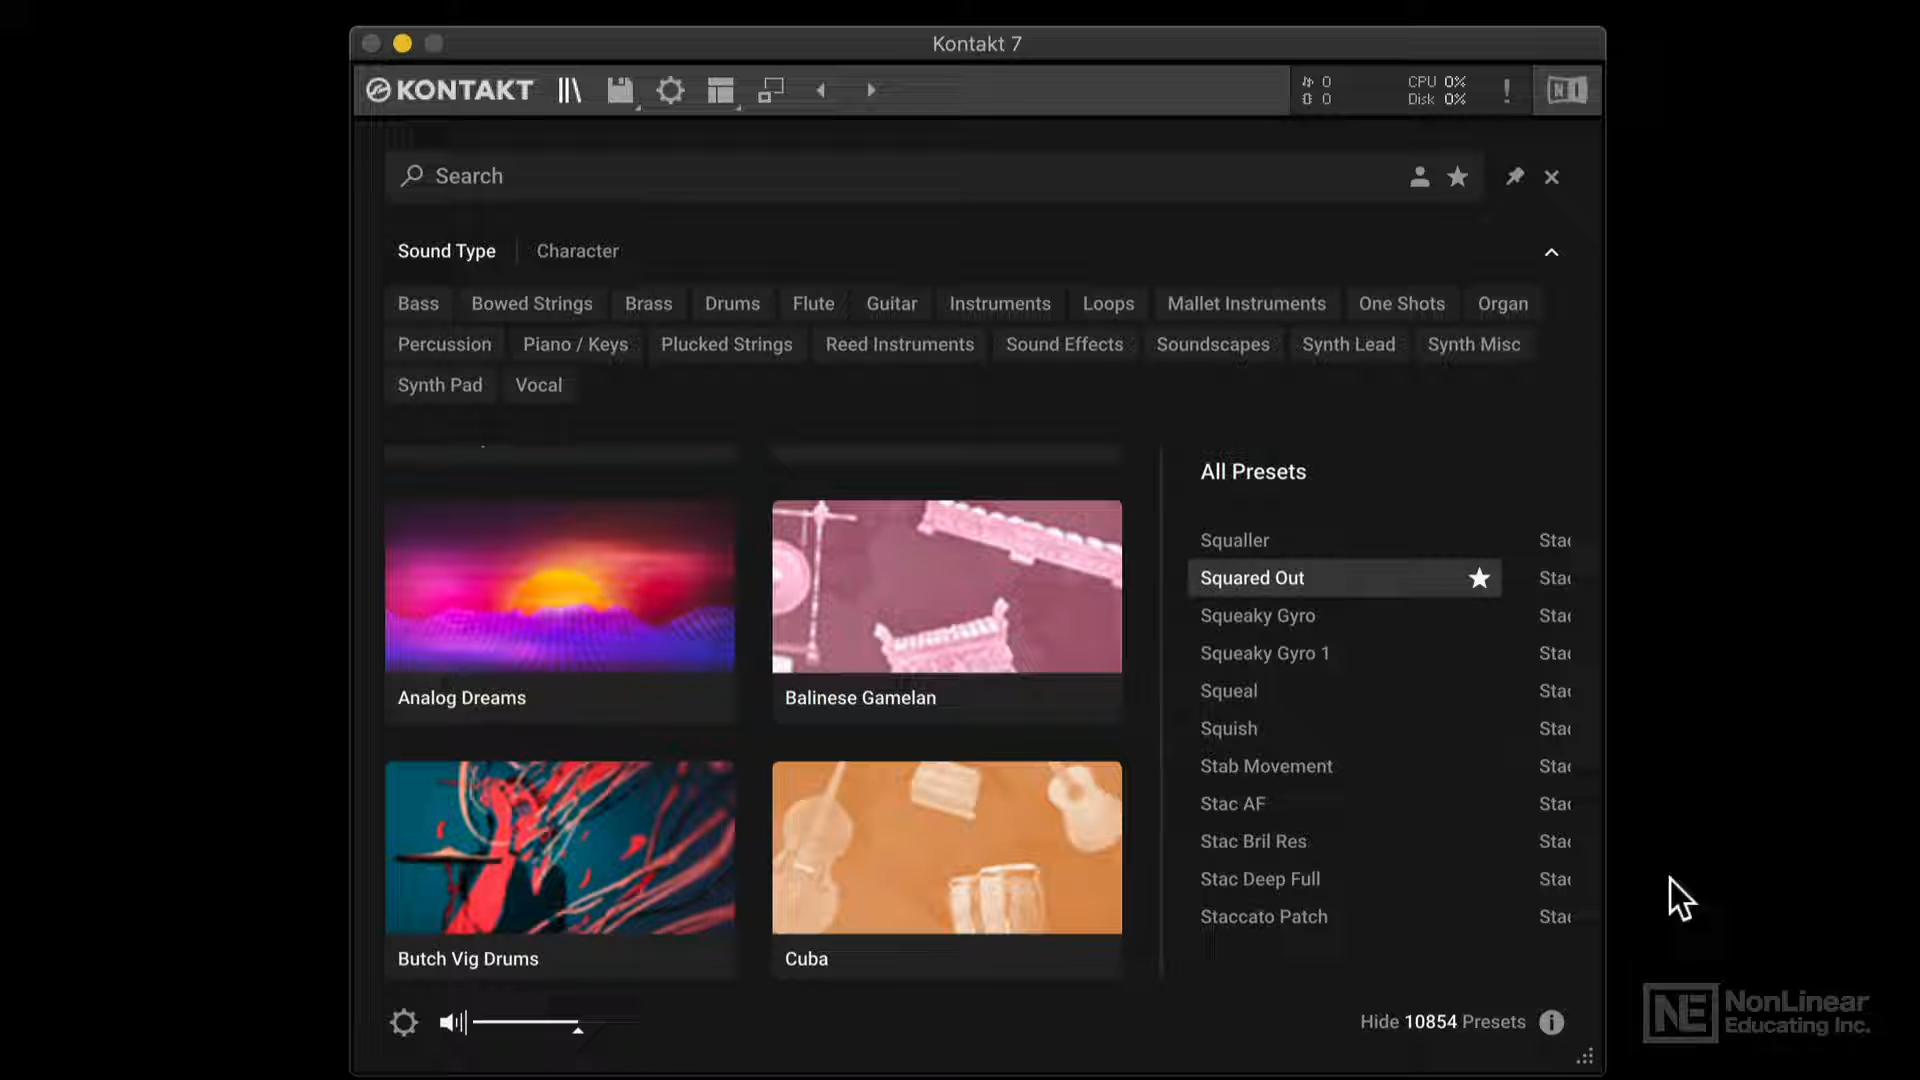 Kontakt 7
KONTAKT
0
0
CPU 0%
Disk 0%
!
NI
Search
Sound Type
Character
Bass
Bowed Strings
Brass
Drums
Flute
Guitar
Instruments
Loops
Mallet Instruments
One Shots
Organ
Percussion
Piano / Keys
Plucked Strings
Reed Instruments
Sound Effects
Soundscapes
Synth Lead
Synth Misc
Synth Pad
Vocal
Analog Dreams
Balinese Gamelan
Butch Vig Drums
Cuba
All Presets
Squaller
Squared Out
Squeaky Gyro
Squeaky Gyro 1
Squeal
Squish
Stab Movement
Stac AF
Stac Bril Res
Stac Deep Full
Staccato Patch
Hide 10854 Presets
NE NonLinear
Educating Inc.